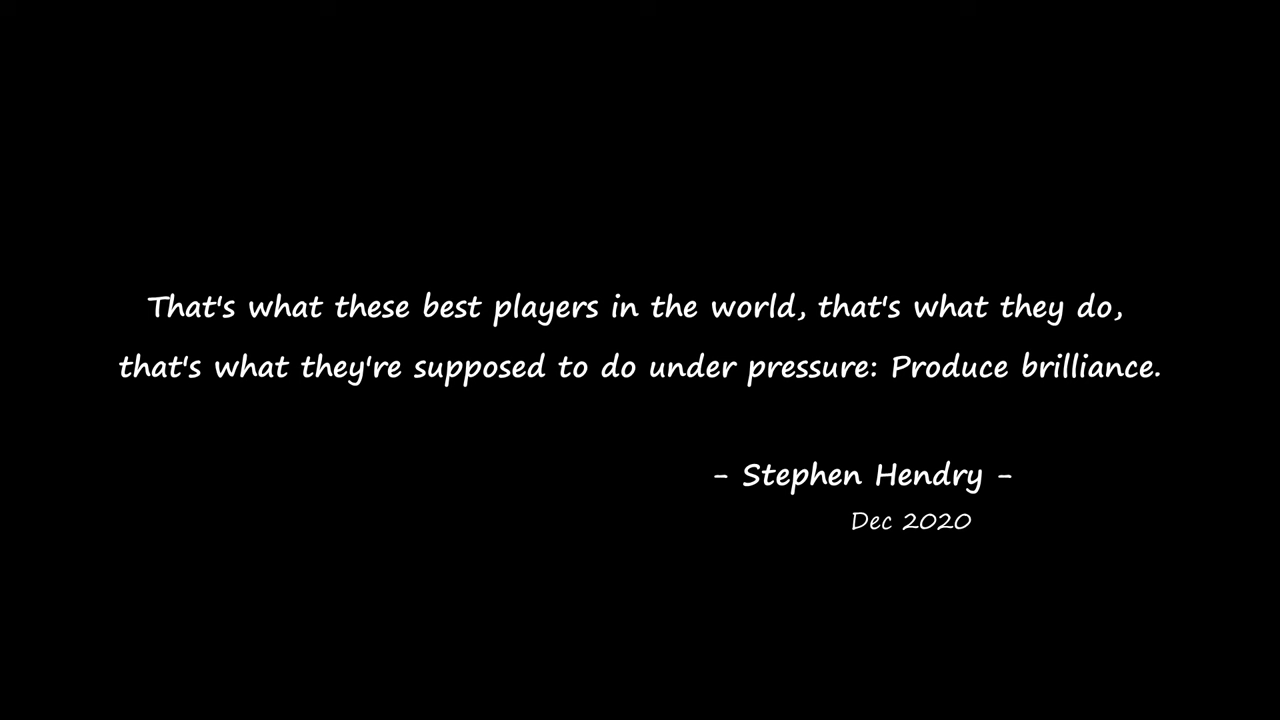 That's what these best players in the world, that's what they do,
that's what they're supposed to do under pressure: Produce brilliance.
- Stephen Hendry -
Dec 2020